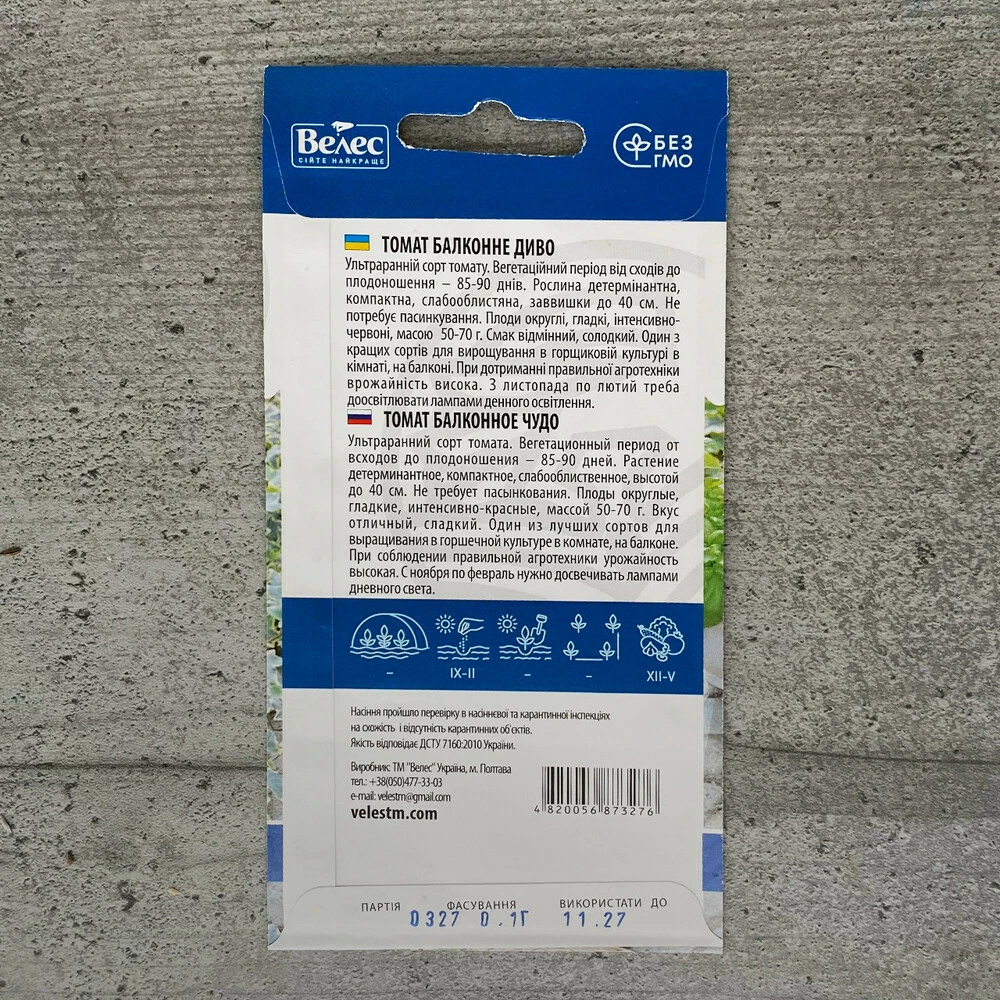 Велес
СІЙТЕ НАЙКРАЩЕ
БЕЗ
ГМО
ТОМАТ БАЛКОННЕ ДИВО
Ультраранній сорт томату. Вегетаційний період від сходів до
плодоношення – 85-90 днів. Рослина детермінантна,
компактна, слабооблистяна, заввишки до 40 см. Не
потребує пасинкування. Плоди округлі, гладкі, інтенсивно-
червоні, масою 50-70 г. Смак відмінний, солодкий. Один з
кращих сортів для вирощування в горщиковій культурі в
кімнаті, на балконі. При дотриманні правильної агротехніки
врожайність висока. З листопада по лютий треба
доосвітлювати лампами денного освітлення.
ТОМАТ БАЛКОННОЕ ЧУДО
Ультраранний сорт томата. Вегетационный период от
всходов до плодоношения – 85-90 дней. Растение
детерминантное, компактное, слабооблиственное, высотой
до 40 см. Не требует пасынкования. Плоды округлые,
гладкие, интенсивно-красные, массой 50-70 г. Вкус
отличный, сладкий. Один из лучших сортов для
выращивания в горшечной культуре в комнате, на балконе.
При соблюдении правильной агротехники урожайность
высокая. С ноября по февраль нужно досвечивать лампами
дневного света.
– IX-II – – XII-V
Насіння пройшло перевірку в насіннєвої та карантинної інспекціях
на схожість і відсутність карантинних об'єктів.
Якість відповідає ДСТУ 7160:2010 України.
Виробник: ТМ "Велес" Україна, м. Полтава
тел.: +38(050)477-33-03
e-mail: velestm@gmail.com
velestm.com
4 820056 873276
ПАРТІЯ ФАСУВАННЯ ВИКОРИСТАТИ ДО
0327 0.1Г 11.27